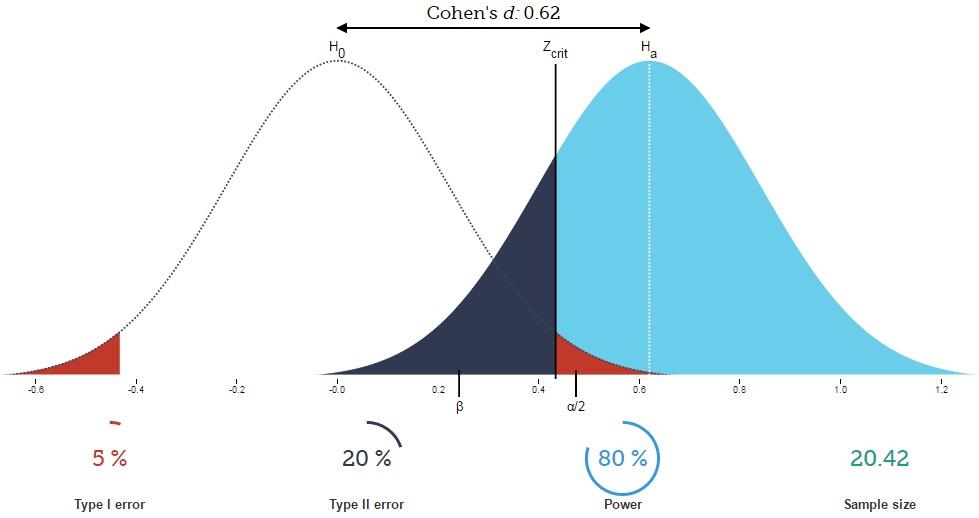 Cohen's d: 0.62
H0 Zcrit Ha
-0.6 -0.4 -0.2 -0.0 0.2 0.4 0.6 0.8 1.0 1.2
β α/2
5 % 20 % 80 % 20.42
Type I error Type II error Power Sample size